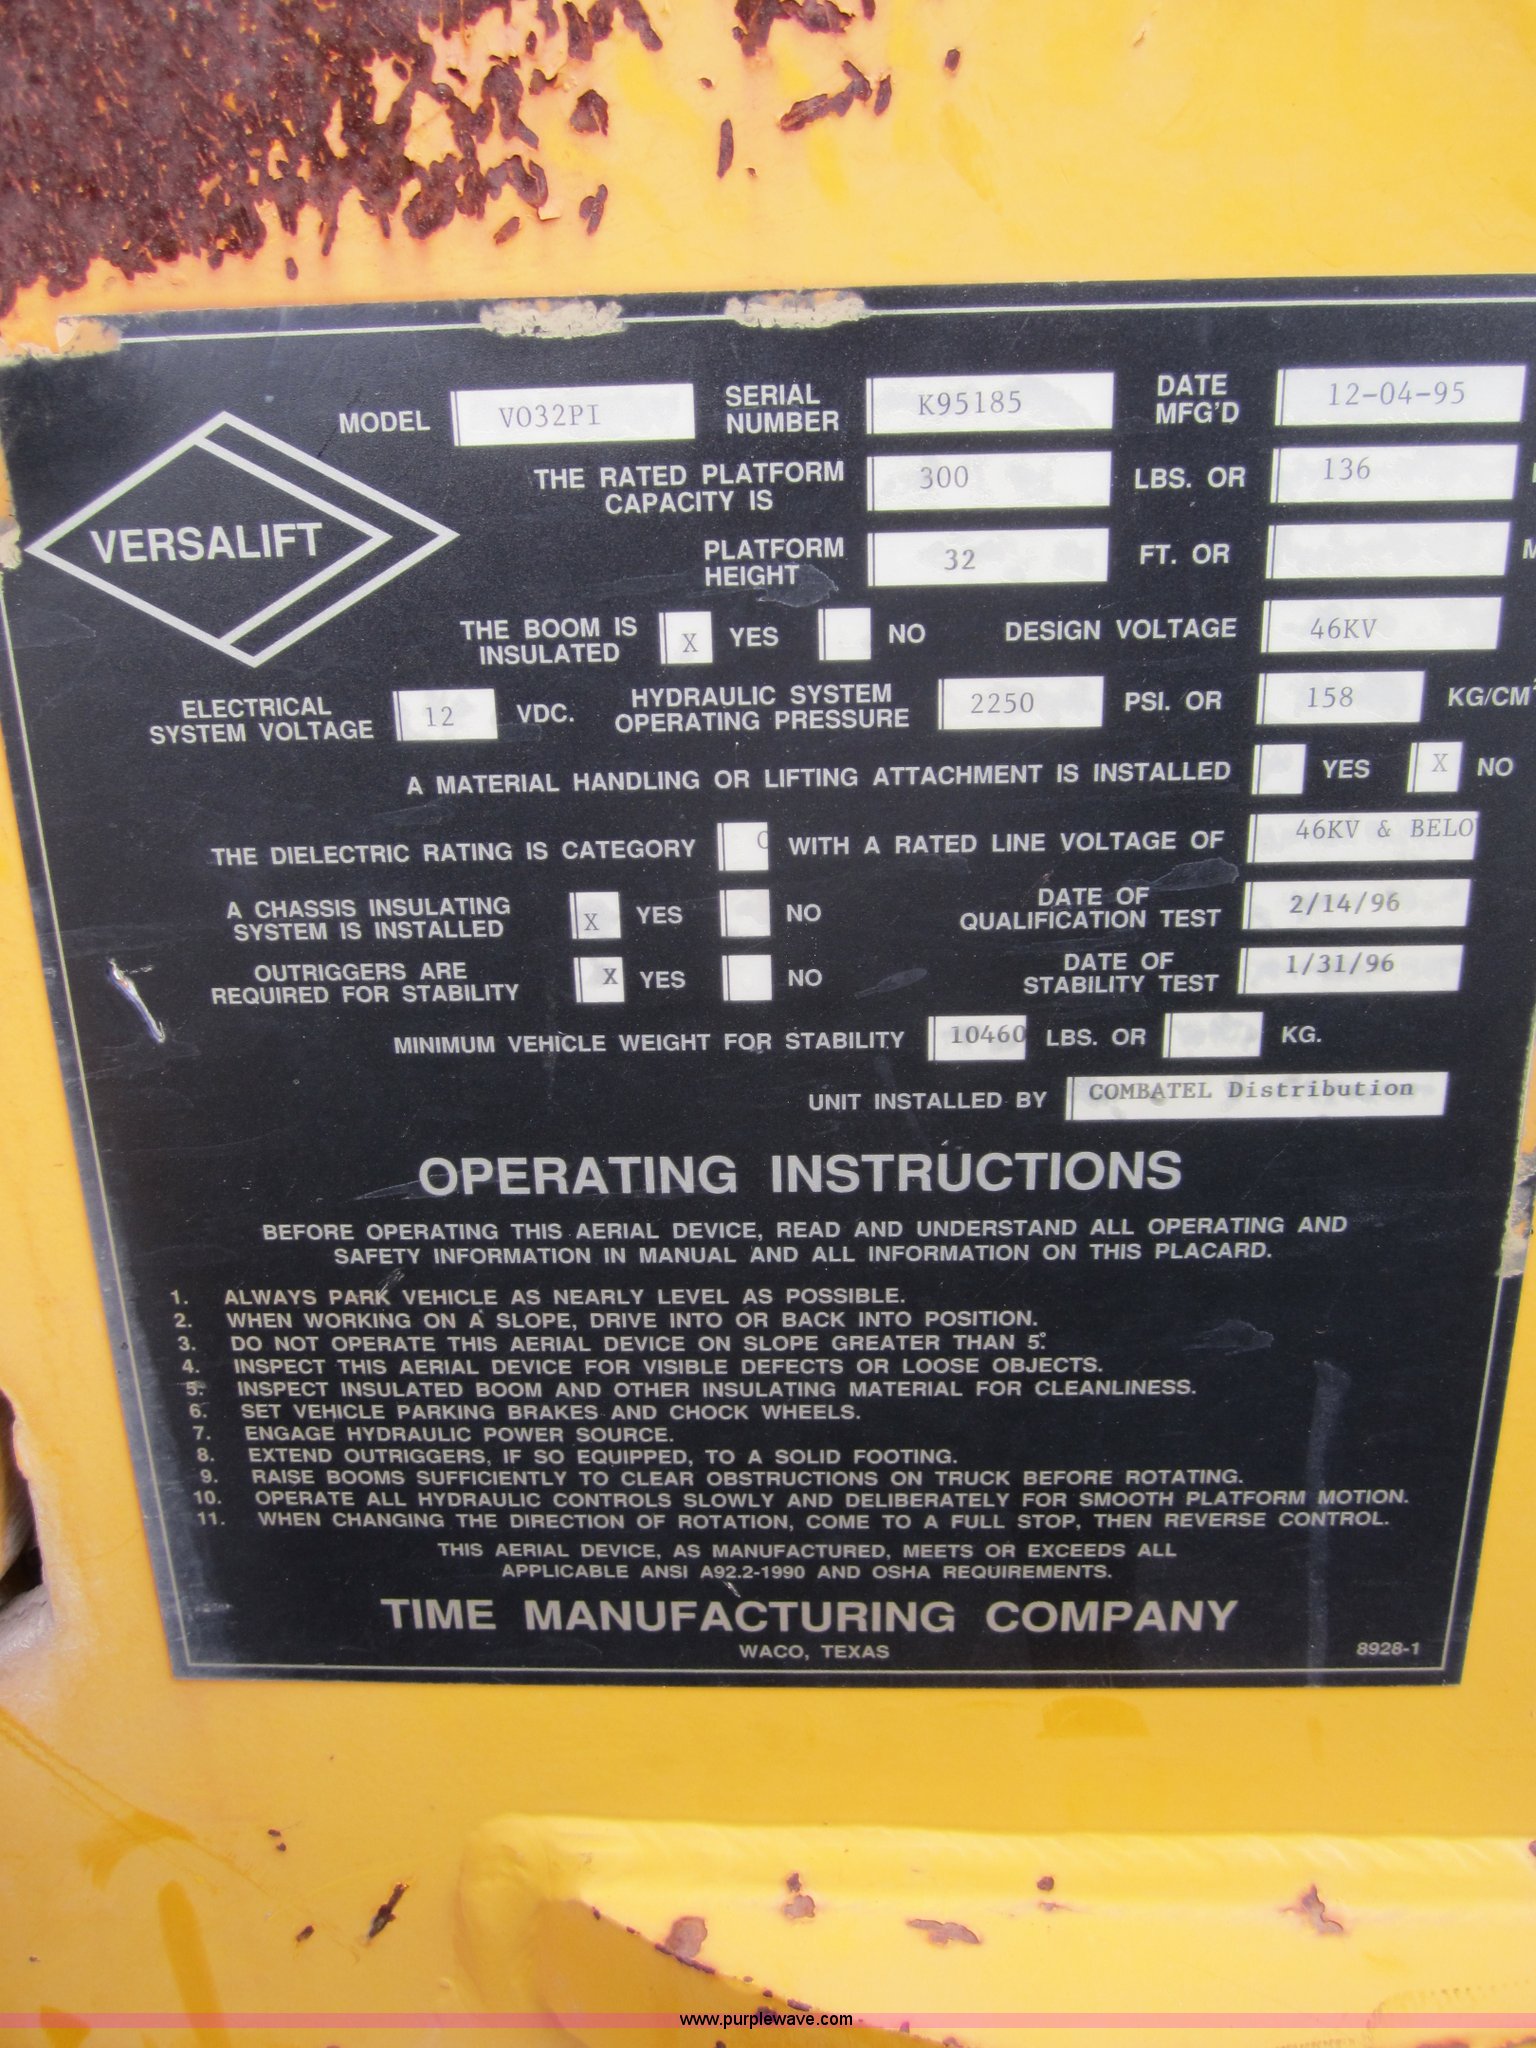 MODEL VO32PI SERIAL NUMBER K95185 DATE MFG'D 12-04-95
THE RATED PLATFORM CAPACITY IS 300 LBS. OR 136
VERSALIFT
PLATFORM HEIGHT 32 FT. OR
THE BOOM IS INSULATED X YES NO DESIGN VOLTAGE 46KV
ELECTRICAL SYSTEM VOLTAGE 12 VDC. HYDRAULIC SYSTEM OPERATING PRESSURE 2250 PSI. OR 158 KG/CM
A MATERIAL HANDLING OR LIFTING ATTACHMENT IS INSTALLED YES X NO
THE DIELECTRIC RATING IS CATEGORY C WITH A RATED LINE VOLTAGE OF 46KV & BELO
A CHASSIS INSULATING SYSTEM IS INSTALLED X YES NO DATE OF QUALIFICATION TEST 2/14/96
OUTRIGGERS ARE REQUIRED FOR STABILITY X YES NO DATE OF STABILITY TEST 1/31/96
MINIMUM VEHICLE WEIGHT FOR STABILITY 10460 LBS. OR KG.
UNIT INSTALLED BY COMBATEL Distribution
OPERATING INSTRUCTIONS
BEFORE OPERATING THIS AERIAL DEVICE, READ AND UNDERSTAND ALL OPERATING AND
SAFETY INFORMATION IN MANUAL AND ALL INFORMATION ON THIS PLACARD.
1. ALWAYS PARK VEHICLE AS NEARLY LEVEL AS POSSIBLE.
2. WHEN WORKING ON A SLOPE, DRIVE INTO OR BACK INTO POSITION.
3. DO NOT OPERATE THIS AERIAL DEVICE ON SLOPE GREATER THAN 5°.
4. INSPECT THIS AERIAL DEVICE FOR VISIBLE DEFECTS OR LOOSE OBJECTS.
5. INSPECT INSULATED BOOM AND OTHER INSULATING MATERIAL FOR CLEANLINESS.
6. SET VEHICLE PARKING BRAKES AND CHOCK WHEELS.
7. ENGAGE HYDRAULIC POWER SOURCE.
8. EXTEND OUTRIGGERS, IF SO EQUIPPED, TO A SOLID FOOTING.
9. RAISE BOOMS SUFFICIENTLY TO CLEAR OBSTRUCTIONS ON TRUCK BEFORE ROTATING.
10. OPERATE ALL HYDRAULIC CONTROLS SLOWLY AND DELIBERATELY FOR SMOOTH PLATFORM MOTION.
11. WHEN CHANGING THE DIRECTION OF ROTATION, COME TO A FULL STOP, THEN REVERSE CONTROL.
THIS AERIAL DEVICE, AS MANUFACTURED, MEETS OR EXCEEDS ALL
APPLICABLE ANSI A92.2-1990 AND OSHA REQUIREMENTS.
TIME MANUFACTURING COMPANY
WACO, TEXAS
8928-1
www.purplewave.com